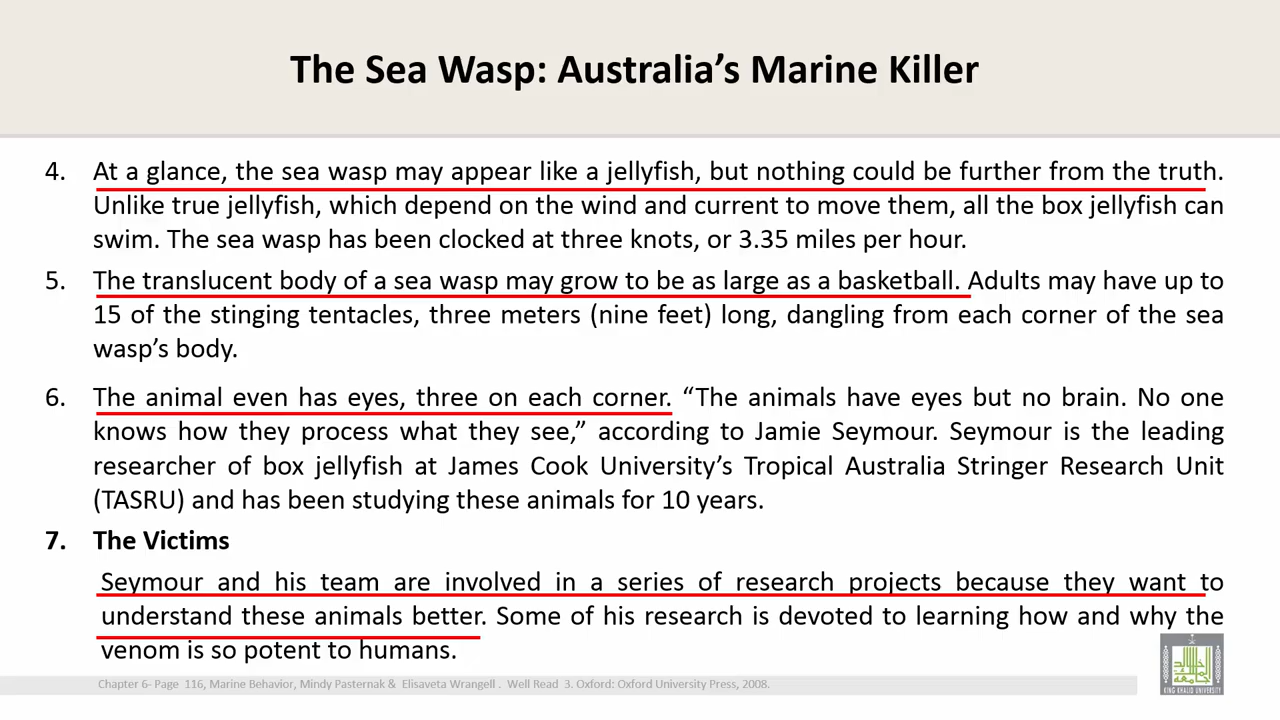 The Sea Wasp: Australia’s Marine Killer
4. At a glance, the sea wasp may appear like a jellyfish, but nothing could be further from the truth.
Unlike true jellyfish, which depend on the wind and current to move them, all the box jellyfish can
swim. The sea wasp has been clocked at three knots, or 3.35 miles per hour.
5. The translucent body of a sea wasp may grow to be as large as a basketball. Adults may have up to
15 of the stinging tentacles, three meters (nine feet) long, dangling from each corner of the sea
wasp’s body.
6. The animal even has eyes, three on each corner. “The animals have eyes but no brain. No one
knows how they process what they see,” according to Jamie Seymour. Seymour is the leading
researcher of box jellyfish at James Cook University’s Tropical Australia Stringer Research Unit
(TASRU) and has been studying these animals for 10 years.
7. The Victims
Seymour and his team are involved in a series of research projects because they want to
understand these animals better. Some of his research is devoted to learning how and why the
venom is so potent to humans.
Chapter 6- Page 116, Marine Behavior, Mindy Pasternak & Elisaveta Wrangell . Well Read 3. Oxford: Oxford University Press, 2008.
KING KHALID UNIVERSITY